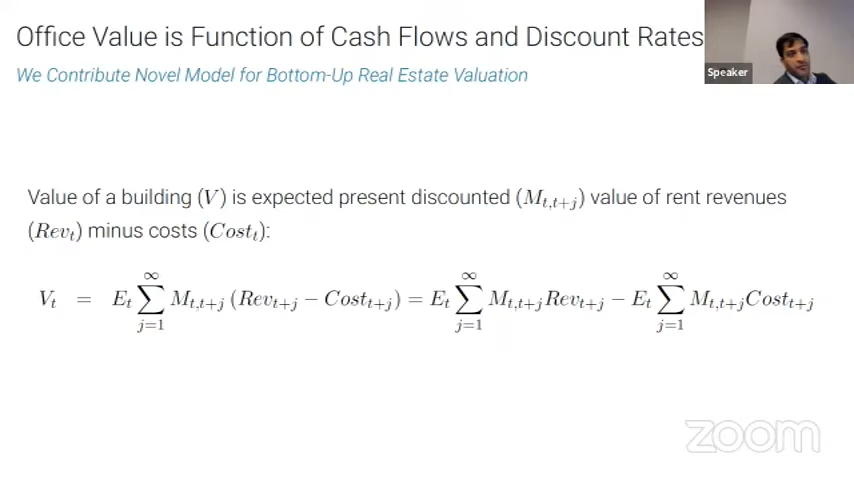 Office Value is Function of Cash Flows and Discount Rates
We Contribute Novel Model for Bottom-Up Real Estate Valuation
Speaker
Value of a building (V) is expected present discounted (M_{t,t+j}) value of rent revenues
(Rev_t) minus costs (Cost_t):
V_t = E_t ∑_{j=1}^{∞} M_{t,t+j} (Rev_{t+j} − Cost_{t+j}) = E_t ∑_{j=1}^{∞} M_{t,t+j} Rev_{t+j} − E_t ∑_{j=1}^{∞} M_{t,t+j} Cost_{t+j}
zoom